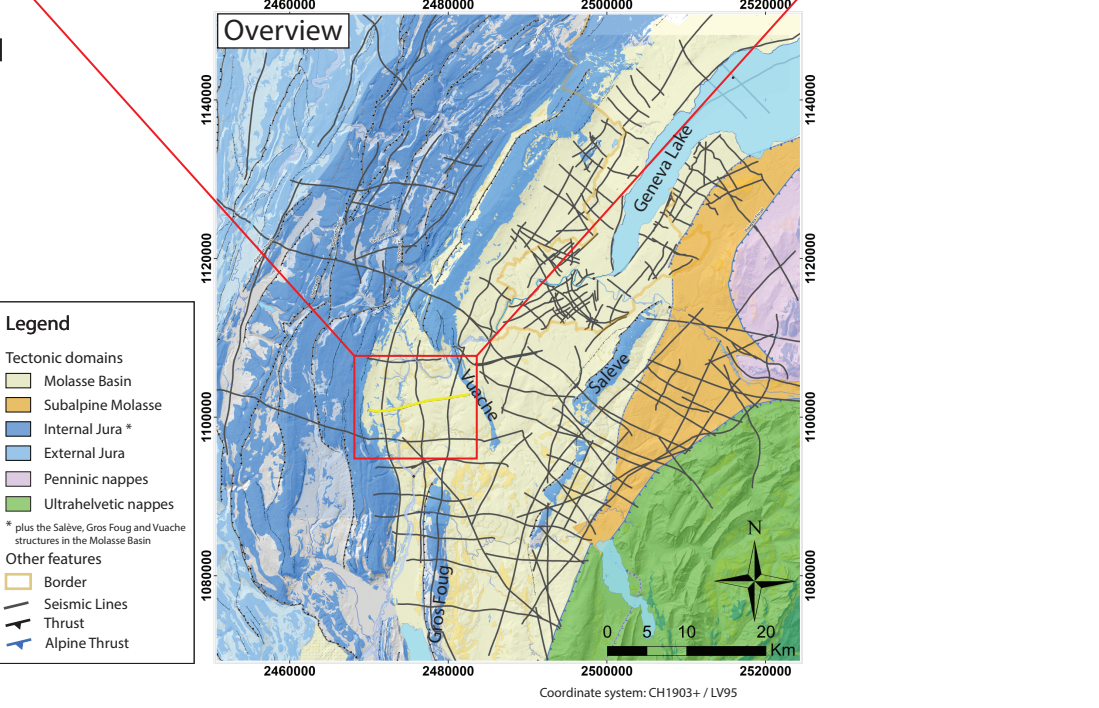 2460000 2480000 2500000 2520000
Overview
1140000
1140000
Geneva Lake
1120000
1120000
Salève
Vuache
1100000
1100000
Legend
Tectonic domains
Molasse Basin
Subalpine Molasse
Internal Jura *
External Jura
Penninic nappes
Ultrahelvetic nappes
* plus the Salève, Gros Foug and Vuache
structures in the Molasse Basin
Other features
Border
Seismic Lines
Thrust
Alpine Thrust
N
1080000
1080000
Gros Foug
0 5 10 20
Km
2460000 2480000 2500000 2520000
Coordinate system: CH1903+ / LV95